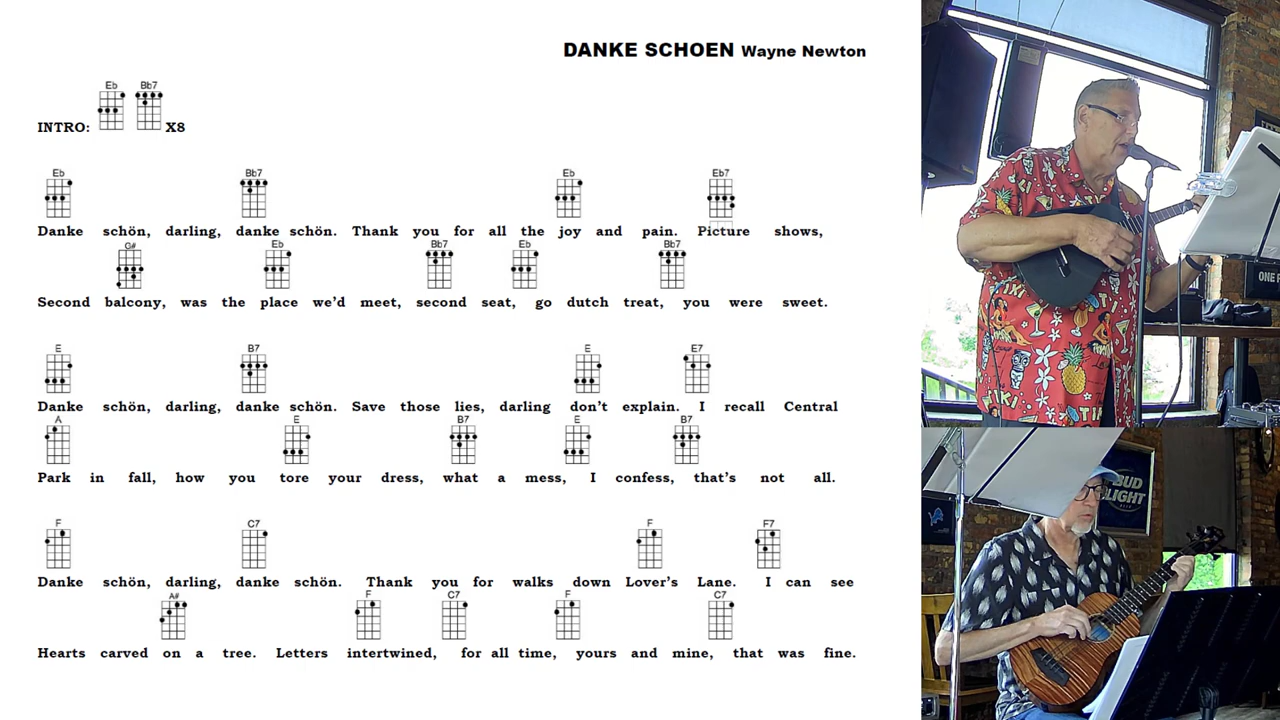 DANKE SCHOEN Wayne Newton
Eb Bb7
INTRO: X8
Eb Bb7 Eb Eb7
Danke schön, darling, danke schön. Thank you for all the joy and pain. Picture shows,
G# Eb Bb7 Eb Bb7
Second balcony, was the place we'd meet, second seat, go dutch treat, you were sweet.
E B7 E E7
Danke schön, darling, danke schön. Save those lies, darling don't explain. I recall Central
A E B7 E B7
Park in fall, how you tore your dress, what a mess, I confess, that's not all.
F C7 F F7
Danke schön, darling, danke schön. Thank you for walks down Lover's Lane. I can see
A# F C7 F C7
Hearts carved on a tree. Letters intertwined, for all time, yours and mine, that was fine.
TIKI
ONE
BUD
LIGHT